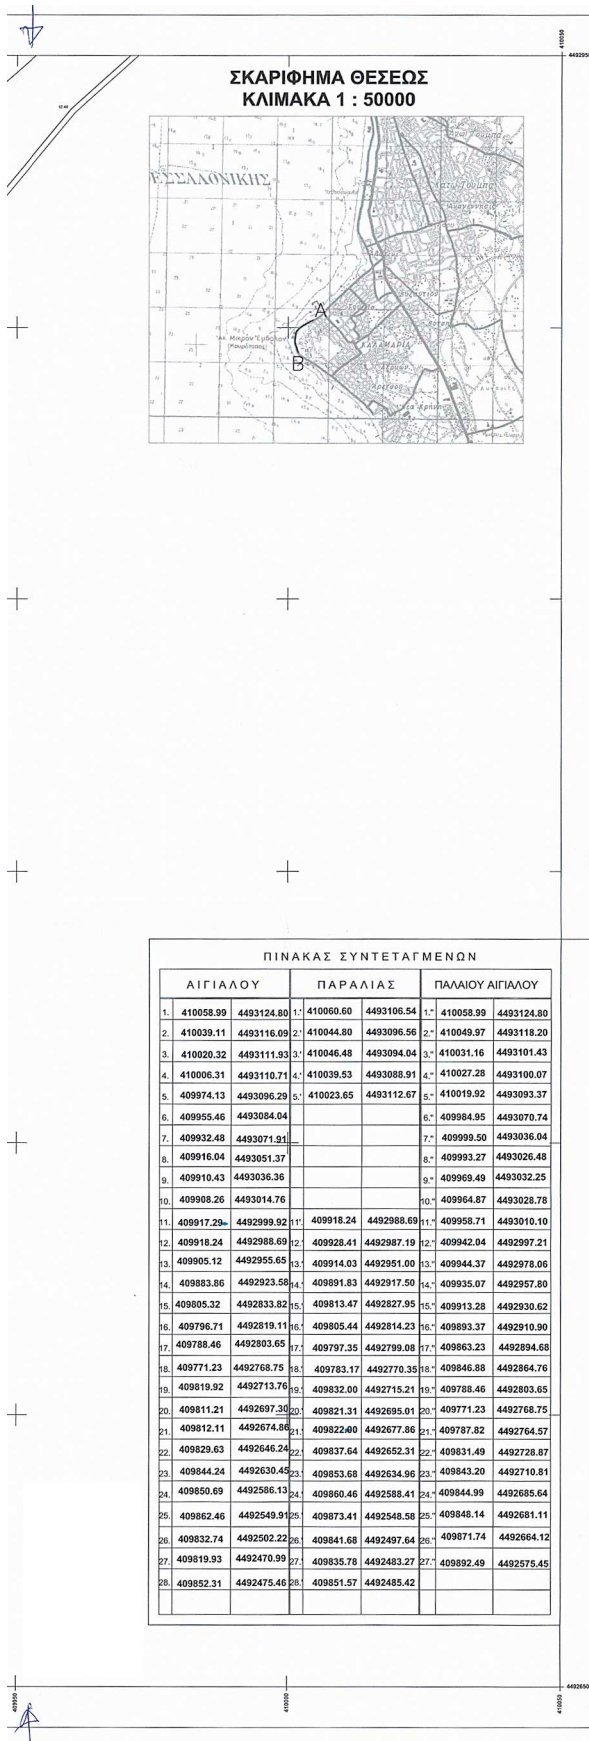 410050
4492950
12.46
ΣΚΑΡΙΦΗΜΑ ΘΕΣΕΩΣ
ΚΛΙΜΑΚΑ 1 : 50000
ΕΣΣΑΛΟΝΙΚΗΣ
Κάτω Τούμπα
A
Ακ. Μικρόν Έμβολον
B
ΚΑΛΑΜΑΡΙΑ
Αρετσού
Νέα Κρήνη
ΠΙΝΑΚΑΣ ΣΥΝΤΕΤΑΓΜΕΝΩΝ
ΑΙΓΙΑΛΟΥ ΠΑΡΑΛΙΑΣ ΠΑΛΑΙΟΥ ΑΙΓΙΑΛΟΥ
1. 410058.99 4493124.80 1.' 410060.60 4493106.54 1." 410058.99 4493124.80
2. 410039.11 4493116.09 2.' 410044.80 4493096.56 2." 410049.97 4493118.20
3. 410020.32 4493111.93 3.' 410046.48 4493094.04 3." 410031.16 4493101.43
4. 410006.31 4493110.71 4.' 410039.53 4493088.91 4." 410027.28 4493100.07
5. 409974.13 4493096.29 5.' 410023.65 4493112.67 5." 410019.92 4493093.37
6. 409955.46 4493084.04 6." 409984.95 4493070.74
7. 409932.48 4493071.91 7." 409999.50 4493036.04
8. 409916.04 4493051.37 8." 409993.27 4493026.48
9. 409910.43 4493036.36 9." 409969.49 4493032.25
10. 409908.26 4493014.76 10." 409964.87 4493028.78
11. 409917.29 4492999.92 11'. 409918.24 4492988.69 11." 409958.71 4493010.10
12. 409918.24 4492988.69 12.' 409928.41 4492987.19 12." 409942.04 4492997.21
13. 409905.12 4492955.65 13.' 409914.03 4492951.00 13." 409944.37 4492978.06
14. 409883.86 4492923.58 14.' 409891.83 4492917.50 14." 409935.07 4492957.80
15. 409805.32 4492833.82 15.' 409813.47 4492827.95 15." 409913.28 4492930.62
16. 409796.71 4492819.11 16.' 409805.44 4492814.23 16." 409893.37 4492910.90
17. 409788.46 4492803.65 17.' 409797.35 4492799.08 17." 409863.23 4492894.68
18. 409771.23 4492768.75 18.' 409783.17 4492770.35 18." 409846.88 4492864.76
19. 409819.92 4492713.76 19.' 409832.00 4492715.21 19." 409788.46 4492803.65
20. 409811.21 4492697.30 20.' 409821.31 4492695.01 20." 409771.23 4492768.75
21. 409812.11 4492674.86 21.' 409822.00 4492677.86 21." 409787.82 4492764.57
22. 409829.63 4492646.24 22.' 409837.64 4492652.31 22." 409831.49 4492728.87
23. 409844.24 4492630.45 23.' 409853.68 4492634.96 23." 409843.20 4492710.81
24. 409850.69 4492586.13 24.' 409860.46 4492588.41 24." 409844.99 4492685.64
25. 409862.46 4492549.91 25.' 409873.41 4492548.58 25." 409848.14 4492681.11
26. 409832.74 4492502.22 26.' 409841.68 4492497.64 26." 409871.74 4492664.12
27. 409819.93 4492470.99 27.' 409835.78 4492483.27 27." 409892.49 4492575.45
28. 409852.31 4492475.46 28.' 409851.57 4492485.42
4492650
409950
410000
410050